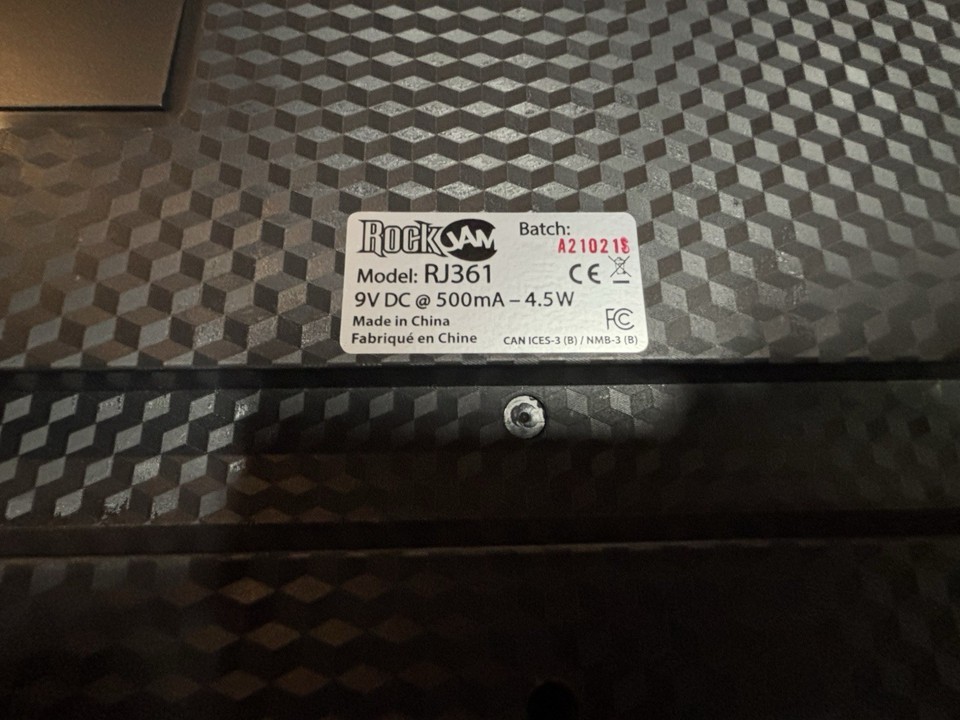 RockJAM Batch:
Model: RJ361
9V DC @ 500mA – 4.5W
Made in China
Fabriqué en Chine CAN ICES-3 (B) / NMB-3 (B)
CE
FC